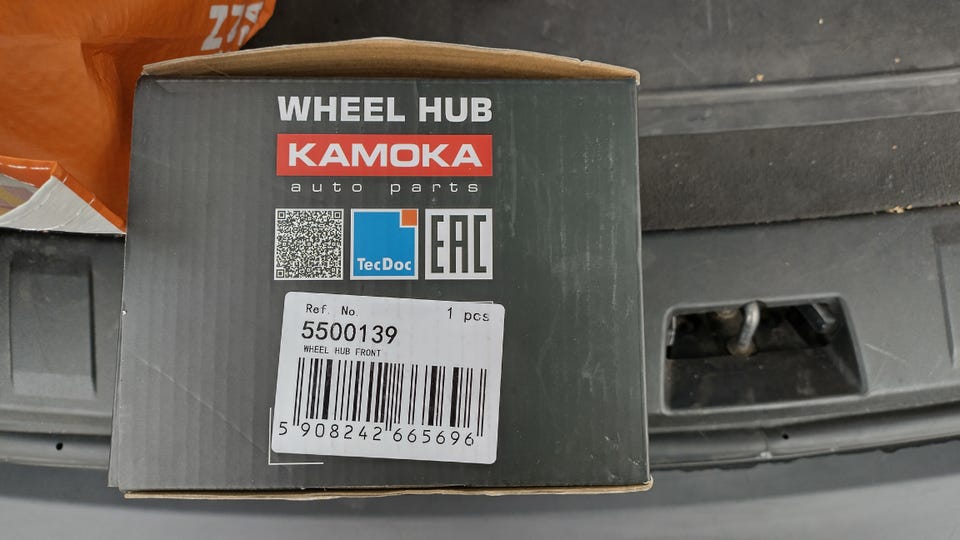 WHEEL HUB
KAMOKA
auto parts
TecDoc
EAC
Ref. No.
1 pcs
5500139
WHEEL HUB FRONT
5 908242 665696